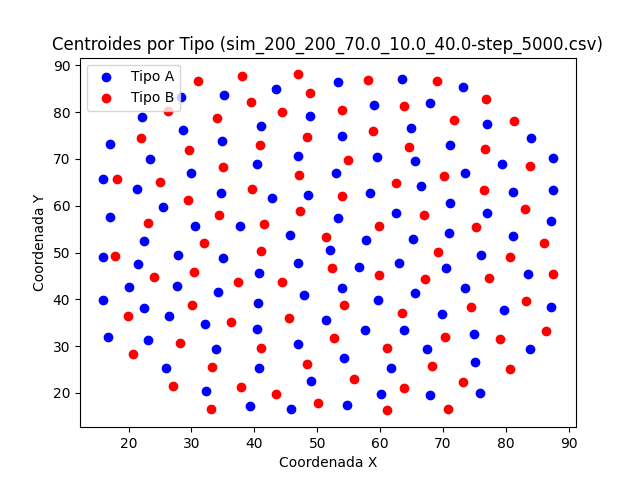 Centroides por Tipo (sim_200_200_70.0_10.0_40.0-step_5000.csv)
Tipo A
Tipo B
Coordenada Y
90
80
70
60
50
40
30
20
20 30 40 50 60 70 80 90
Coordenada X